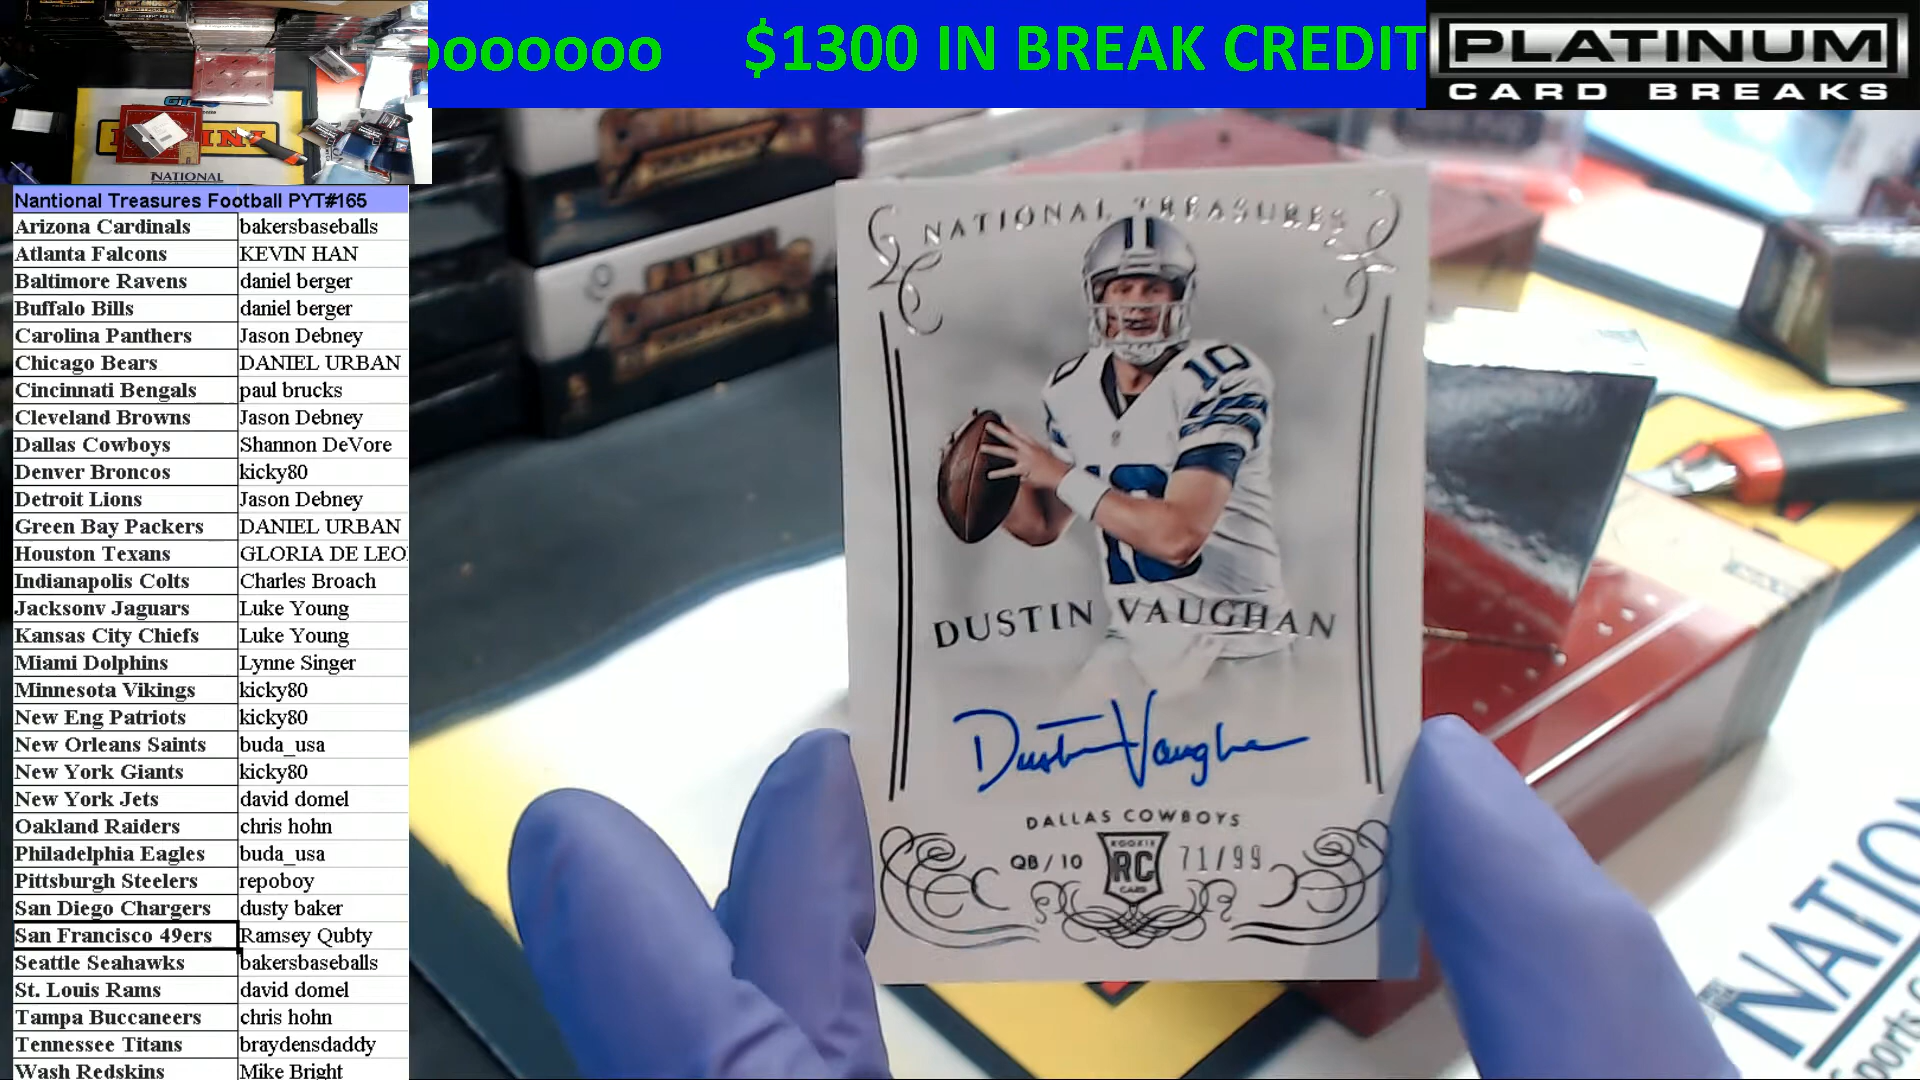 ooooooo $1300 IN BREAK CREDIT
PLATINUM
CARD BREAKS
NATIONAL
Nantional Treasures Football PYT#165
Arizona Cardinals bakersbaseballs
Atlanta Falcons KEVIN HAN
Baltimore Ravens daniel berger
Buffalo Bills daniel berger
Carolina Panthers Jason Debney
Chicago Bears DANIEL URBAN
Cincinnati Bengals paul brucks
Cleveland Browns Jason Debney
Dallas Cowboys Shannon DeVore
Denver Broncos kicky80
Detroit Lions Jason Debney
Green Bay Packers DANIEL URBAN
Houston Texans GLORIA DE LEO
Indianapolis Colts Charles Broach
Jacksonv Jaguars Luke Young
Kansas City Chiefs Luke Young
Miami Dolphins Lynne Singer
Minnesota Vikings kicky80
New Eng Patriots kicky80
New Orleans Saints buda_usa
New York Giants kicky80
New York Jets david domel
Oakland Raiders chris hohn
Philadelphia Eagles buda_usa
Pittsburgh Steelers repoboy
San Diego Chargers dusty baker
San Francisco 49ers Ramsey Qubty
Seattle Seahawks bakersbaseballs
St. Louis Rams david domel
Tampa Buccaneers chris hohn
Tennessee Titans braydensdaddy
Wash Redskins Mike Bright
NATIONAL TREASURES
10
10
DUSTIN VAUGHAN
Dustin Vaughan
DALLAS COWBOYS
QB/10 ROOKIE RC CARD 71/99
NATION